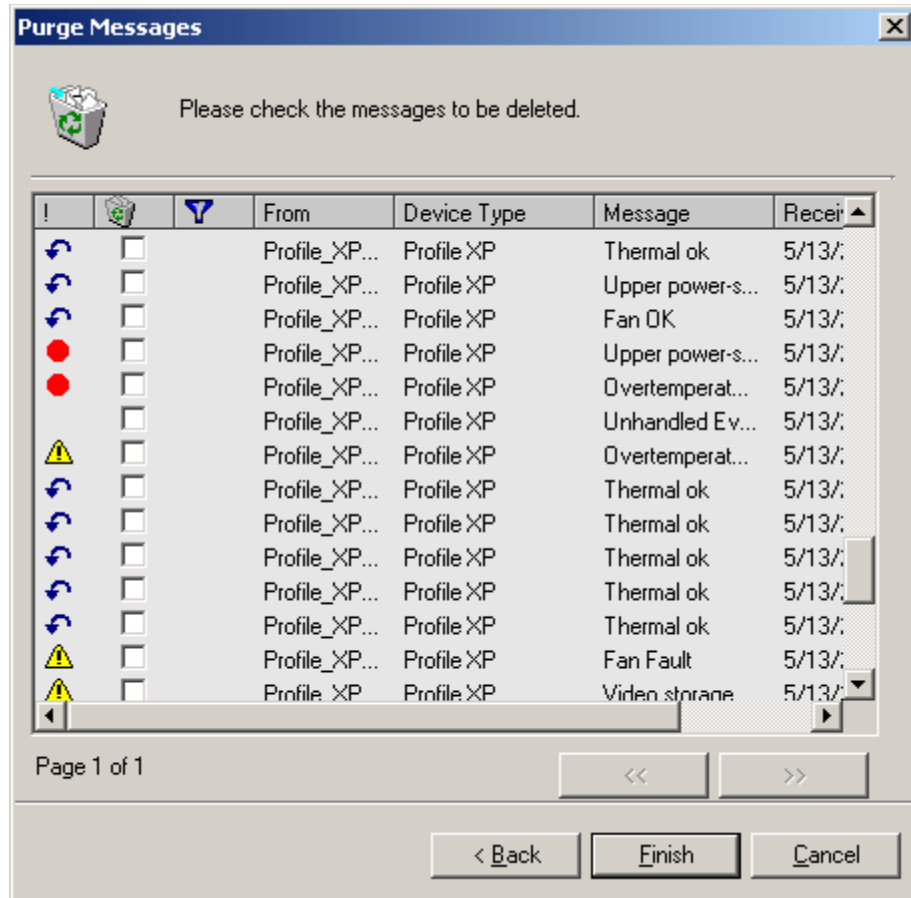 Purge Messages
Please check the messages to be deleted.
! From Device Type Message Recei
Profile_XP... Profile XP Thermal ok 5/13/
Profile_XP... Profile XP Upper power-s... 5/13/
Profile_XP... Profile XP Fan OK 5/13/
Profile_XP... Profile XP Upper power-s... 5/13/
Profile_XP... Profile XP Overtemperat... 5/13/
Profile_XP... Profile XP Unhandled Ev... 5/13/
Profile_XP... Profile XP Overtemperat... 5/13/
Profile_XP... Profile XP Thermal ok 5/13/
Profile_XP... Profile XP Thermal ok 5/13/
Profile_XP... Profile XP Thermal ok 5/13/
Profile_XP... Profile XP Thermal ok 5/13/
Profile_XP... Profile XP Thermal ok 5/13/
Profile_XP... Profile XP Fan Fault 5/13/
Profile_XP Profile XP Video storage 5/13/
Page 1 of 1
<< >>
< Back Finish Cancel